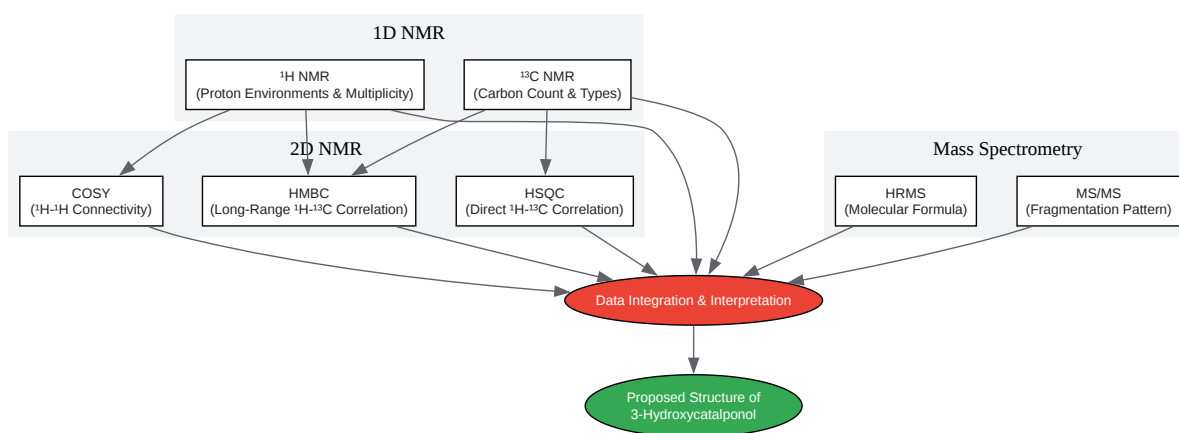 1D NMR
¹H NMR
(Proton Environments & Multiplicity)
¹³C NMR
(Carbon Count & Types)
2D NMR
COSY
(¹H-¹H Connectivity)
HMBC
(Long-Range ¹H-¹³C Correlation)
HSQC
(Direct ¹H-¹³C Correlation)
Mass Spectrometry
HRMS
(Molecular Formula)
MS/MS
(Fragmentation Pattern)
Data Integration & Interpretation
Proposed Structure of
3-Hydroxycatalponol